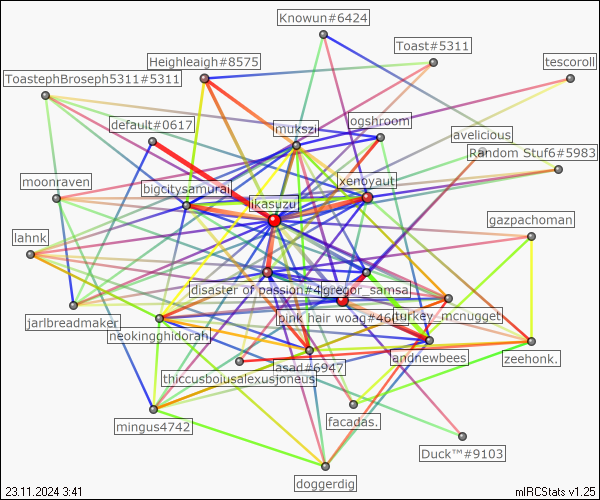 Knowun#6424
Toast#5311
Heighleaigh#8575
tescoroll
ToastephBroseph5311#5311
default#0617
mukszi
ogshroom
avelicious
Random Stuf6#5983
moonraven
bigcitysamurai
xenoyaut
ikasuzu
gazpachoman
lahnk
disaster of passion#4
gregor_samsa
jarlbreadmaker
neokingghidorah
pink hair woag#460
turkey_mcnugget
asad#6947
andnewbees
zeehonk.
thiccusboiusalexusjoneus
mingus4742
facadas.
Duck™#9103
doggerdig
23.11.2024 3:41
mIRCStats v1.25